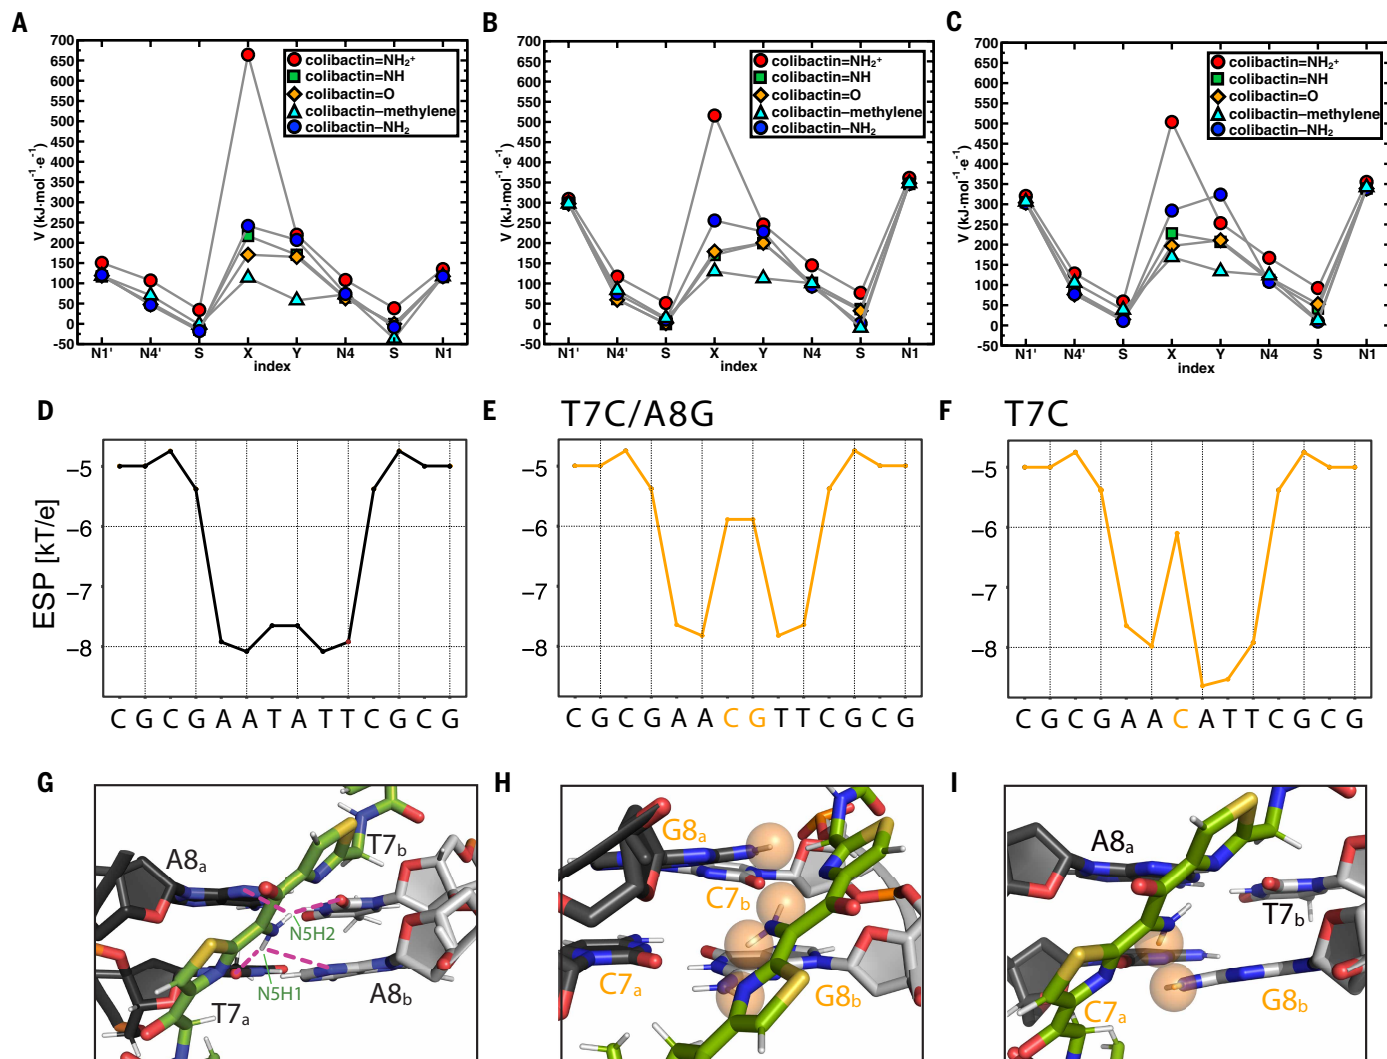 A
700
650
600
550
500
450
400
350
300
250
200
150
100
50
0
-50
V (kJ·mol⁻¹·e⁻¹)
colibactin=NH₂⁺
colibactin=NH
colibactin=O
colibactin–methylene
colibactin–NH₂
N1' N4' S X Y N4 S N1
index
B
700
650
600
550
500
450
400
350
300
250
200
150
100
50
0
-50
V (kJ·mol⁻¹·e⁻¹)
colibactin=NH₂⁺
colibactin=NH
colibactin=O
colibactin–methylene
colibactin–NH₂
N1' N4' S X Y N4 S N1
index
C
700
650
600
550
500
450
400
350
300
250
200
150
100
50
0
-50
V (kJ·mol⁻¹·e⁻¹)
colibactin=NH₂⁺
colibactin=NH
colibactin=O
colibactin–methylene
colibactin–NH₂
N1' N4' S X Y N4 S N1
index
D
ESP [kT/e]
−5
−6
−7
−8
C G C G A A T A T T C G C G
E
T7C/A8G
−5
−6
−7
−8
C G C G A A C G T T C G C G
F
T7C
−5
−6
−7
−8
C G C G A A C A T T C G C G
G
T7b
A8a
N5H2
N5H1
A8b
T7a
H
G8a
C7b
C7a
G8b
I
A8a
T7b
C7a
G8b